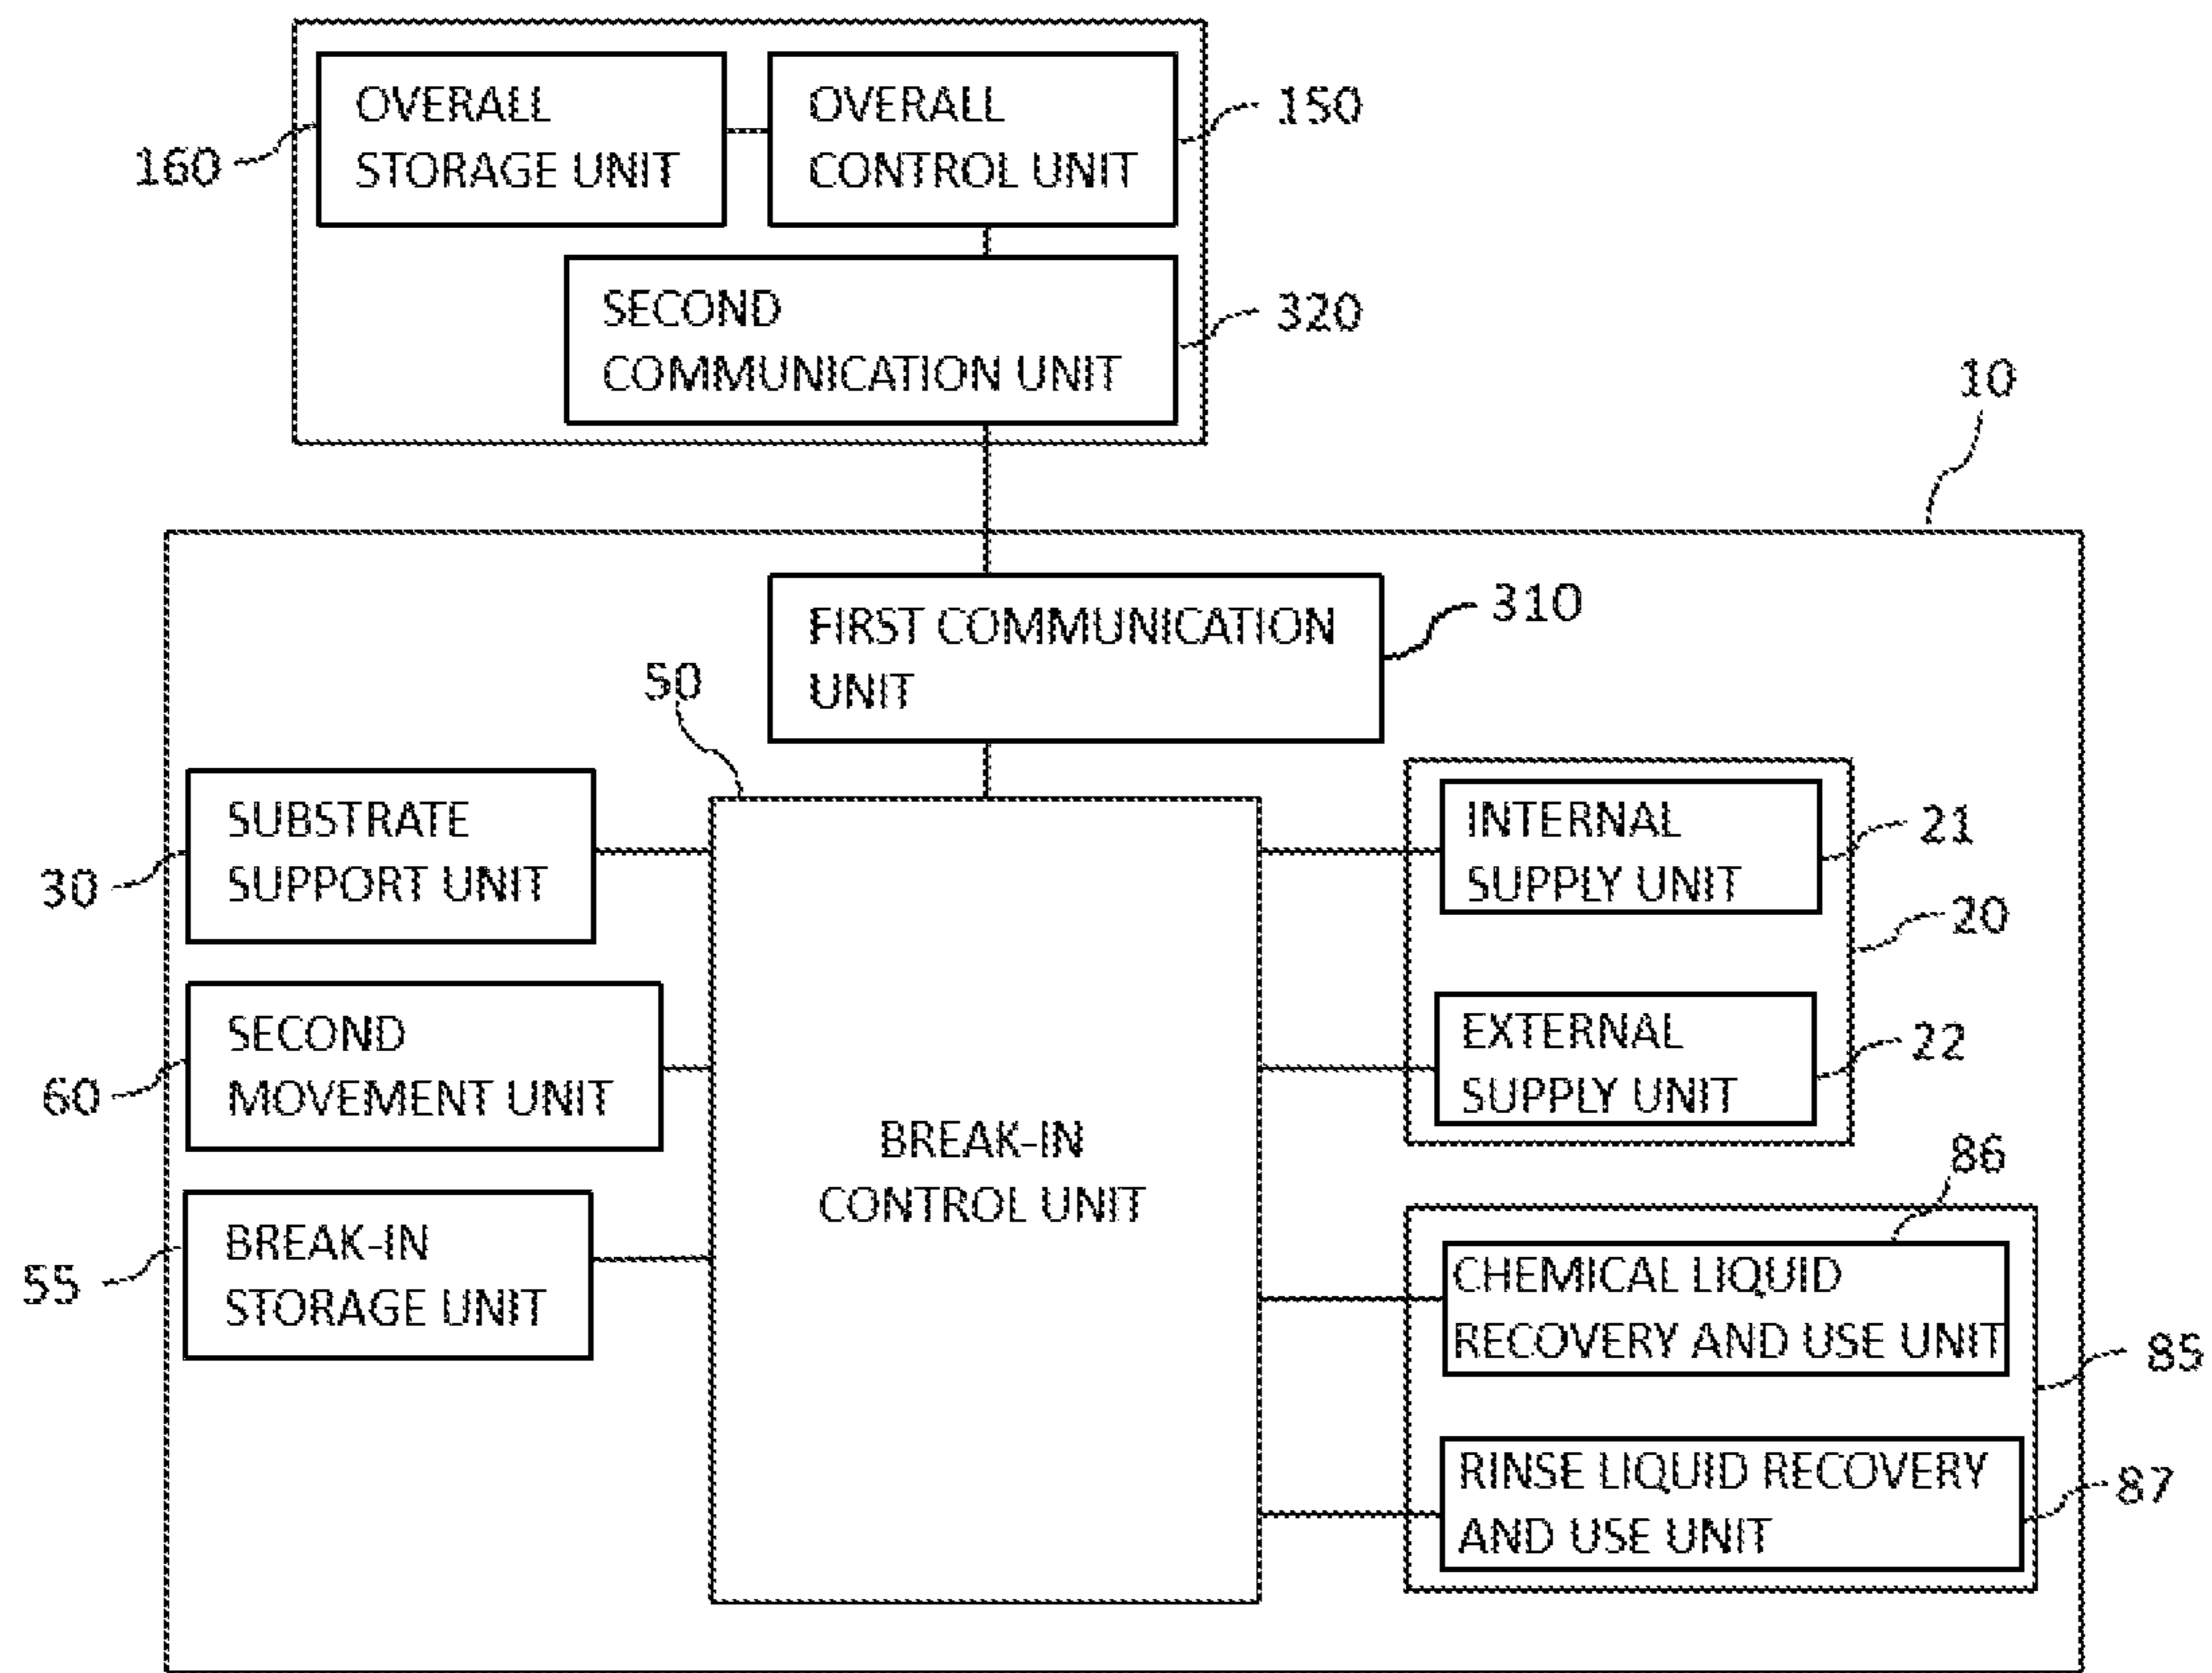 OVERALL
STORAGE UNIT
160
OVERALL
CONTROL UNIT
150
SECOND
COMMUNICATION UNIT
320
10
FIRST COMMUNICATION
UNIT
310
50
SUBSTRATE
SUPPORT UNIT
30
SECOND
MOVEMENT UNIT
60
BREAK-IN
STORAGE UNIT
55
BREAK-IN
CONTROL UNIT
INTERNAL
SUPPLY UNIT
21
20
EXTERNAL
SUPPLY UNIT
22
86
CHEMICAL LIQUID
RECOVERY AND USE UNIT
85
RINSE LIQUID RECOVERY
AND USE UNIT
87